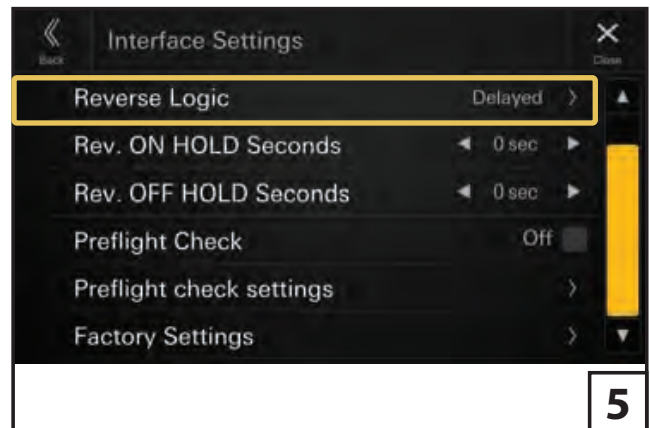 Back
Interface Settings
Close
Reverse Logic Delayed
Rev. ON HOLD Seconds 0 sec
Rev. OFF HOLD Seconds 0 sec
Preflight Check Off
Preflight check settings
Factory Settings
5